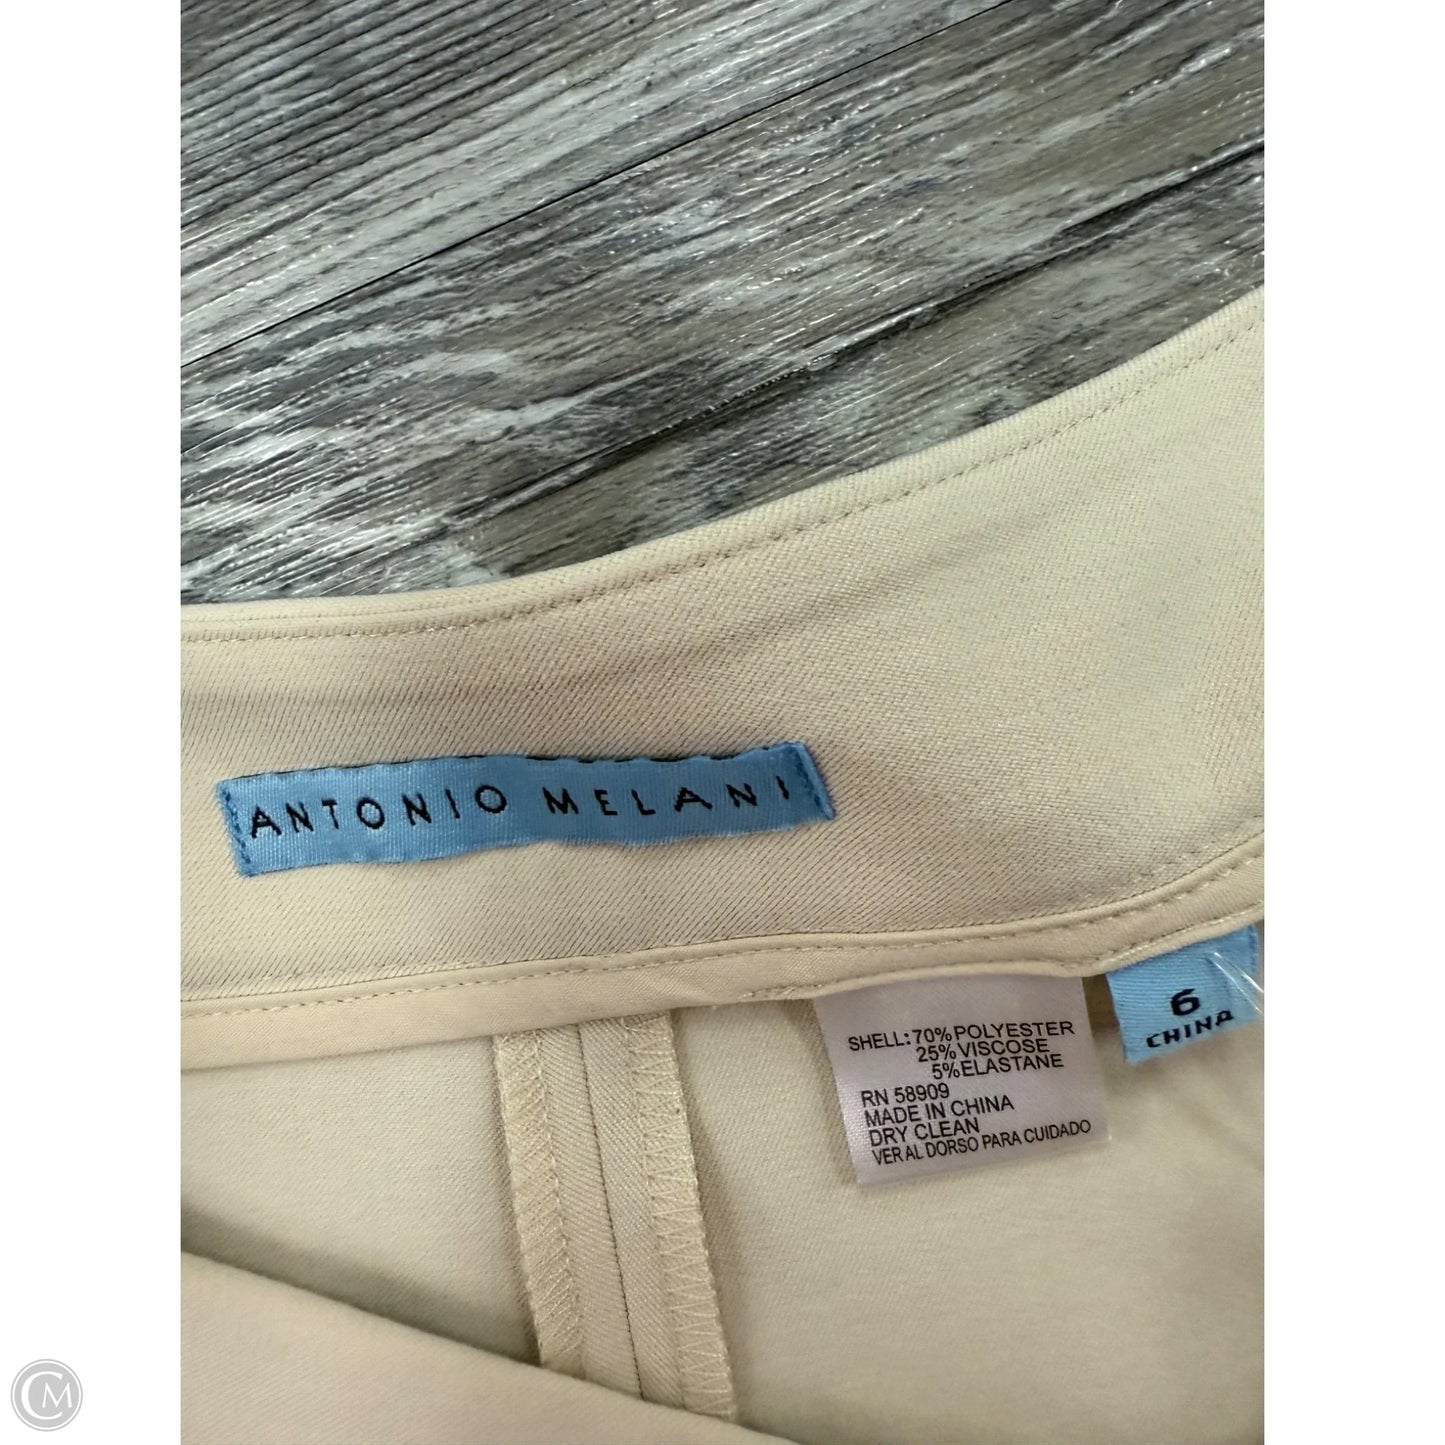 ANTONIO MELANI
6
CHINA
SHELL: 70% POLYESTER
25% VISCOSE
5% ELASTANE
RN 58909
MADE IN CHINA
DRY CLEAN
VER AL DORSO PARA CUIDADO
CM